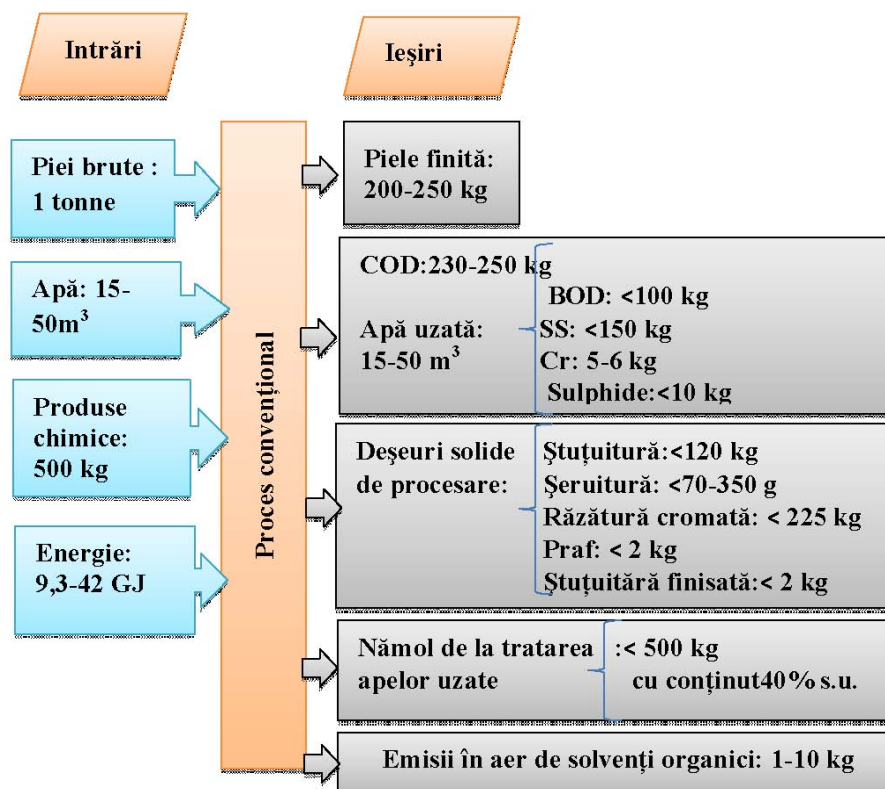 Intrări
Ieşiri
Piei brute :
1 tonne
Apă: 15-
50m³
Produse
chimice:
500 kg
Energie:
9,3-42 GJ
Proces convenţional
Piele finită:
200-250 kg
COD:230-250 kg
Apă uzată:
15-50 m³
BOD: <100 kg
SS: <150 kg
Cr: 5-6 kg
Sulphide:<10 kg
Deşeuri solide
de procesare:
Ştuţuitură:<120 kg
Şeruitură: <70-350 g
Răzătură cromată: < 225 kg
Praf: < 2 kg
Ştuţuitără finisată: < 2 kg
Nămol de la tratarea
apelor uzate
:< 500 kg
cu conţinut40% s.u.
Emisii în aer de solvenţi organici: 1-10 kg